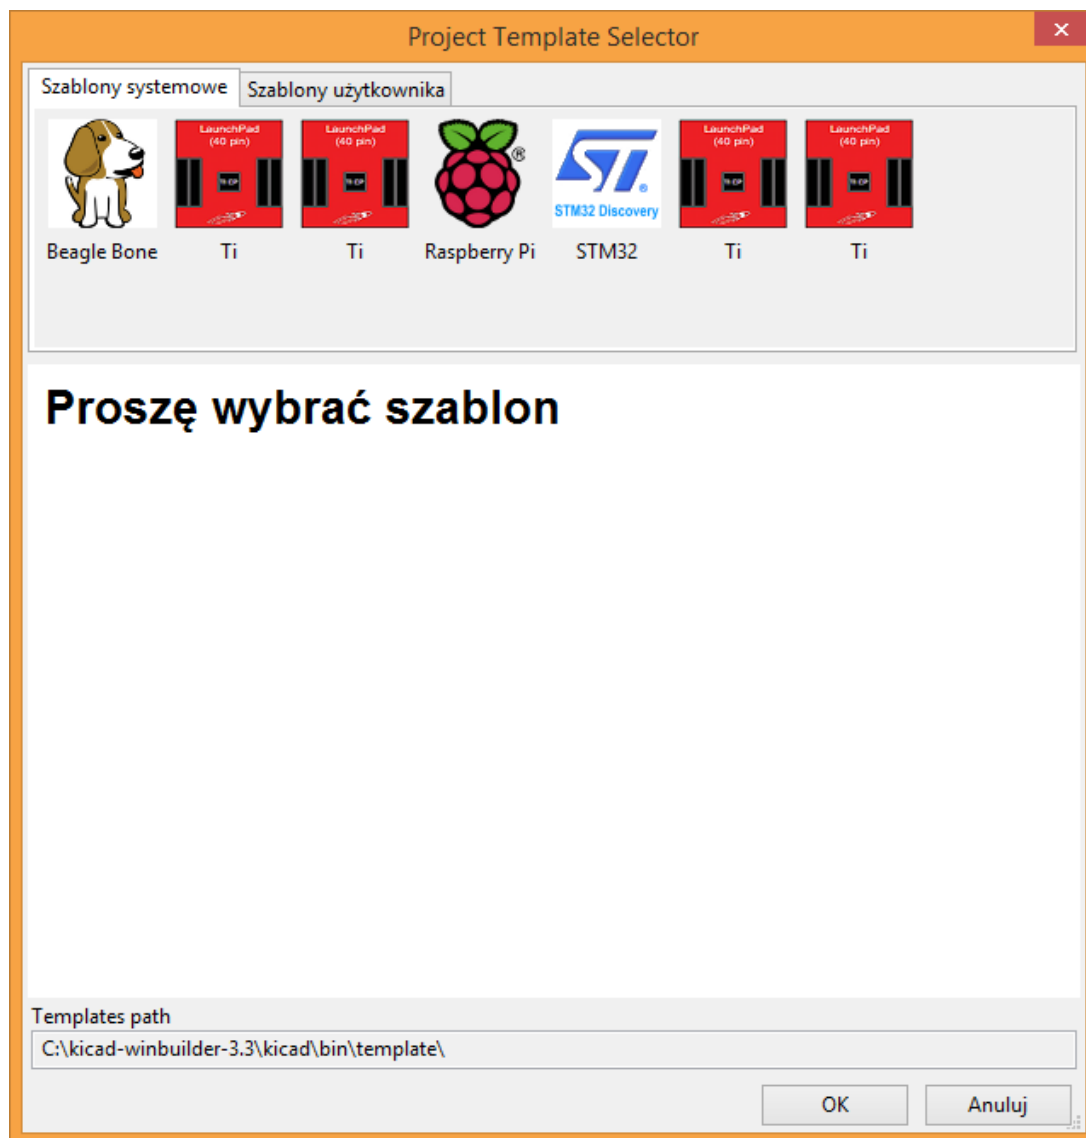 Project Template Selector
Szablony systemowe Szablony użytkownika
LaunchPad LaunchPad LaunchPad LaunchPad
(40 pin) (40 pin) (40 pin) (40 pin)
®
STM32 Discovery
Beagle Bone Ti Ti Raspberry Pi STM32 Ti Ti
Proszę wybrać szablon
Templates path
C:\kicad-winbuilder-3.3\kicad\bin\template\
OK Anuluj